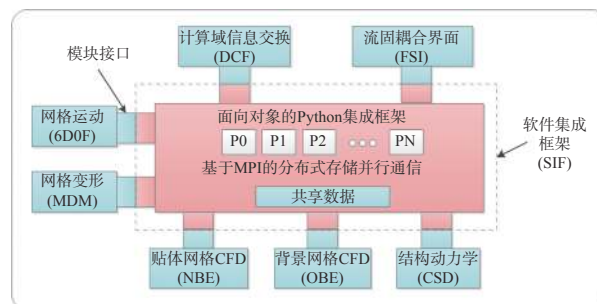 计算域信息交换
(DCF)
流固耦合界面
(FSI)
模块接口
网格运动
(6D0F)
面向对象的Python集成框架
P0 P1 P2 PN
基于MPI的分布式存储并行通信
共享数据
软件集成
框架
(SIF)
网格变形
(MDM)
贴体网格CFD
(NBE)
背景网格CFD
(OBE)
结构动力学
(CSD)